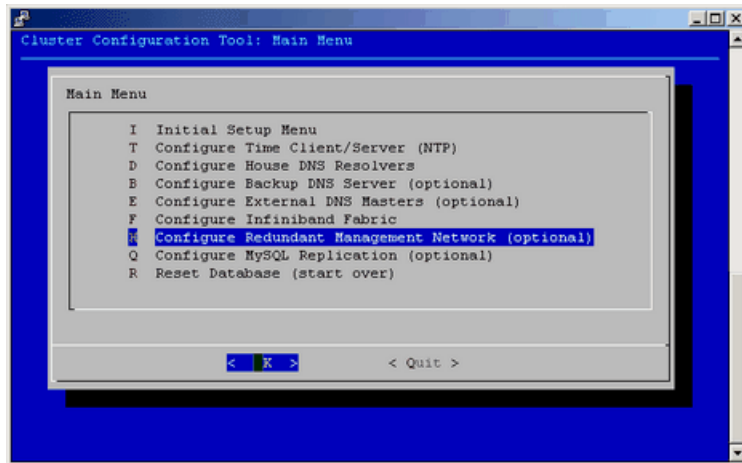 Cluster Configuration Tool: Main Menu
Main Menu
I Initial Setup Menu
T Configure Time Client/Server (NTP)
D Configure House DNS Resolvers
B Configure Backup DNS Server (optional)
E Configure External DNS Masters (optional)
F Configure Infiniband Fabric
Configure Redundant Management Network (optional)
Q Configure MySQL Replication (optional)
R Reset Database (start over)
< K > < Quit >